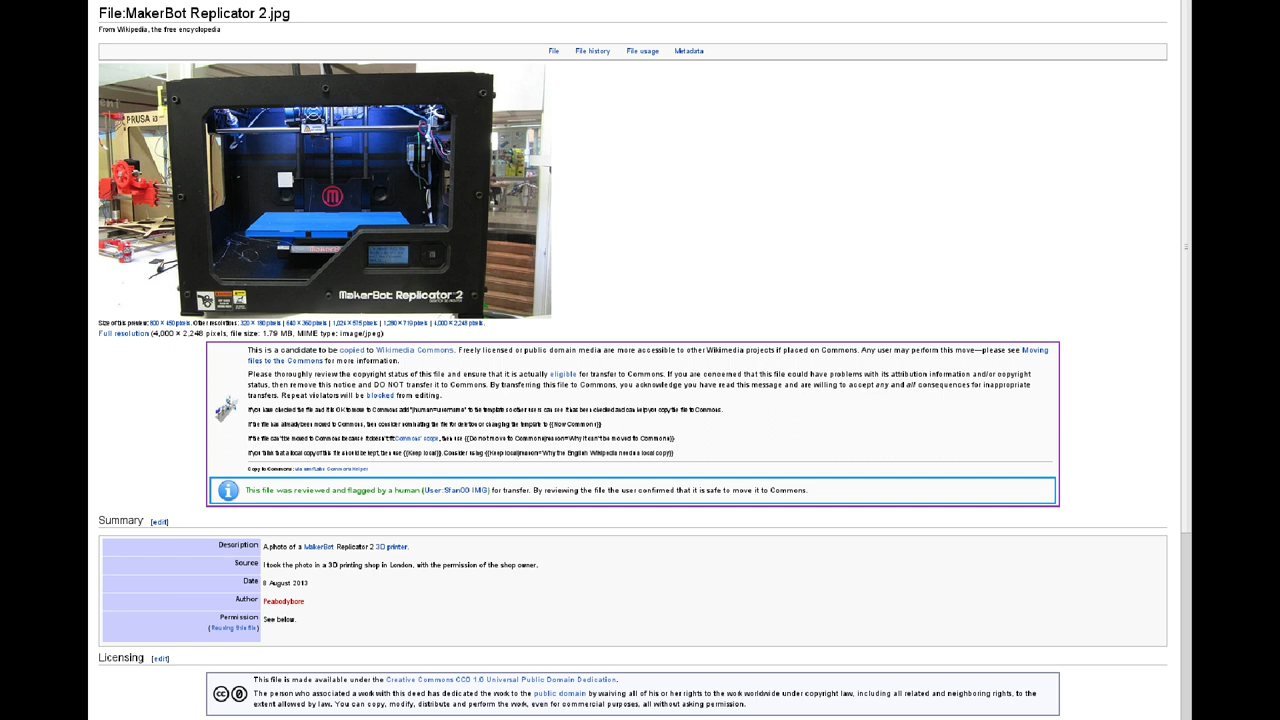 File:MakerBot Replicator 2.jpg
From Wikipedia, the free encyclopedia
File File history File usage Metadata
PRUSA i3
MakerBot Replicator 2
Size of this preview: 800 × 450 pixels. Other resolutions: 320 × 180 pixels | 640 × 360 pixels | 1,024 × 575 pixels | 1,280 × 719 pixels | 4,000 × 2,248 pixels.
Full resolution (4,000 × 2,248 pixels, file size: 1.79 MB, MIME type: image/jpeg)
This is a candidate to be copied to Wikimedia Commons. Freely licensed or public domain media are more accessible to other Wikimedia projects if placed on Commons. Any user may perform this move—please see Moving
files to the Commons for more information.
Please thoroughly review the copyright status of this file and ensure that it is actually eligible for transfer to Commons. If you are concerned that this file could have problems with its attribution information and/or copyright
status, then remove this notice and DO NOT transfer it to Commons. By transferring this file to Commons, you acknowledge you have read this message and are willing to accept any and all consequences for inappropriate
transfers. Repeat violators will be blocked from editing.
If you have checked the file and it is OK to move to Commons add "|human=username" to the template so other users can see it has been checked and can help you copy the file to Commons.
If the file has already been moved to Commons, consider nominating the file for deletion or changing the template to {{Now Commons}}
If the file can't be moved to Commons because it doesn't fit Commons' scope, then use {{Do not move to Commons|reason=Why it can't be moved to Commons}}
If you think that a local copy of this file should be kept, then use {{Keep local}}. Consider using {{Keep local|reason=Why the English Wikipedia needs a local copy}}
Copy to Commons: via wmflabs Commons Helper
This file was reviewed and flagged by a human (User:Sfan00 IMG) for transfer. By reviewing the file the user confirmed that it is safe to move it to Commons.
Summary [edit]
Description A photo of a MakerBot Replicator 2 3D printer.
Source I took the photo in a 3D printing shop in London, with the permission of the shop owner.
Date 8 August 2013
Author Peabodybore
Permission See below.
(Reusing this file)
Licensing [edit]
This file is made available under the Creative Commons CC0 1.0 Universal Public Domain Dedication.
The person who associated a work with this deed has dedicated the work to the public domain by waiving all of his or her rights to the work worldwide under copyright law, including all related and neighboring rights, to the
extent allowed by law. You can copy, modify, distribute and perform the work, even for commercial purposes, all without asking permission.